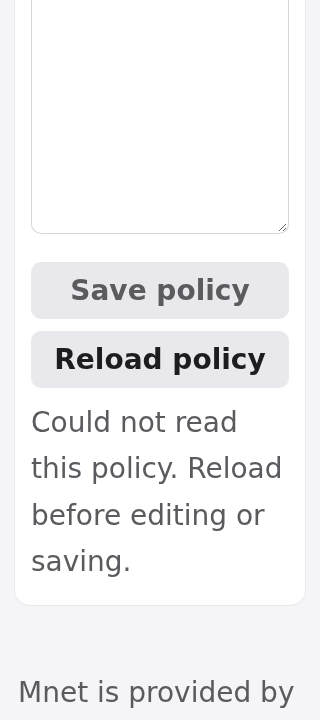 Save policy
Reload policy
Could not read
this policy. Reload
before editing or
saving.
Mnet is provided by